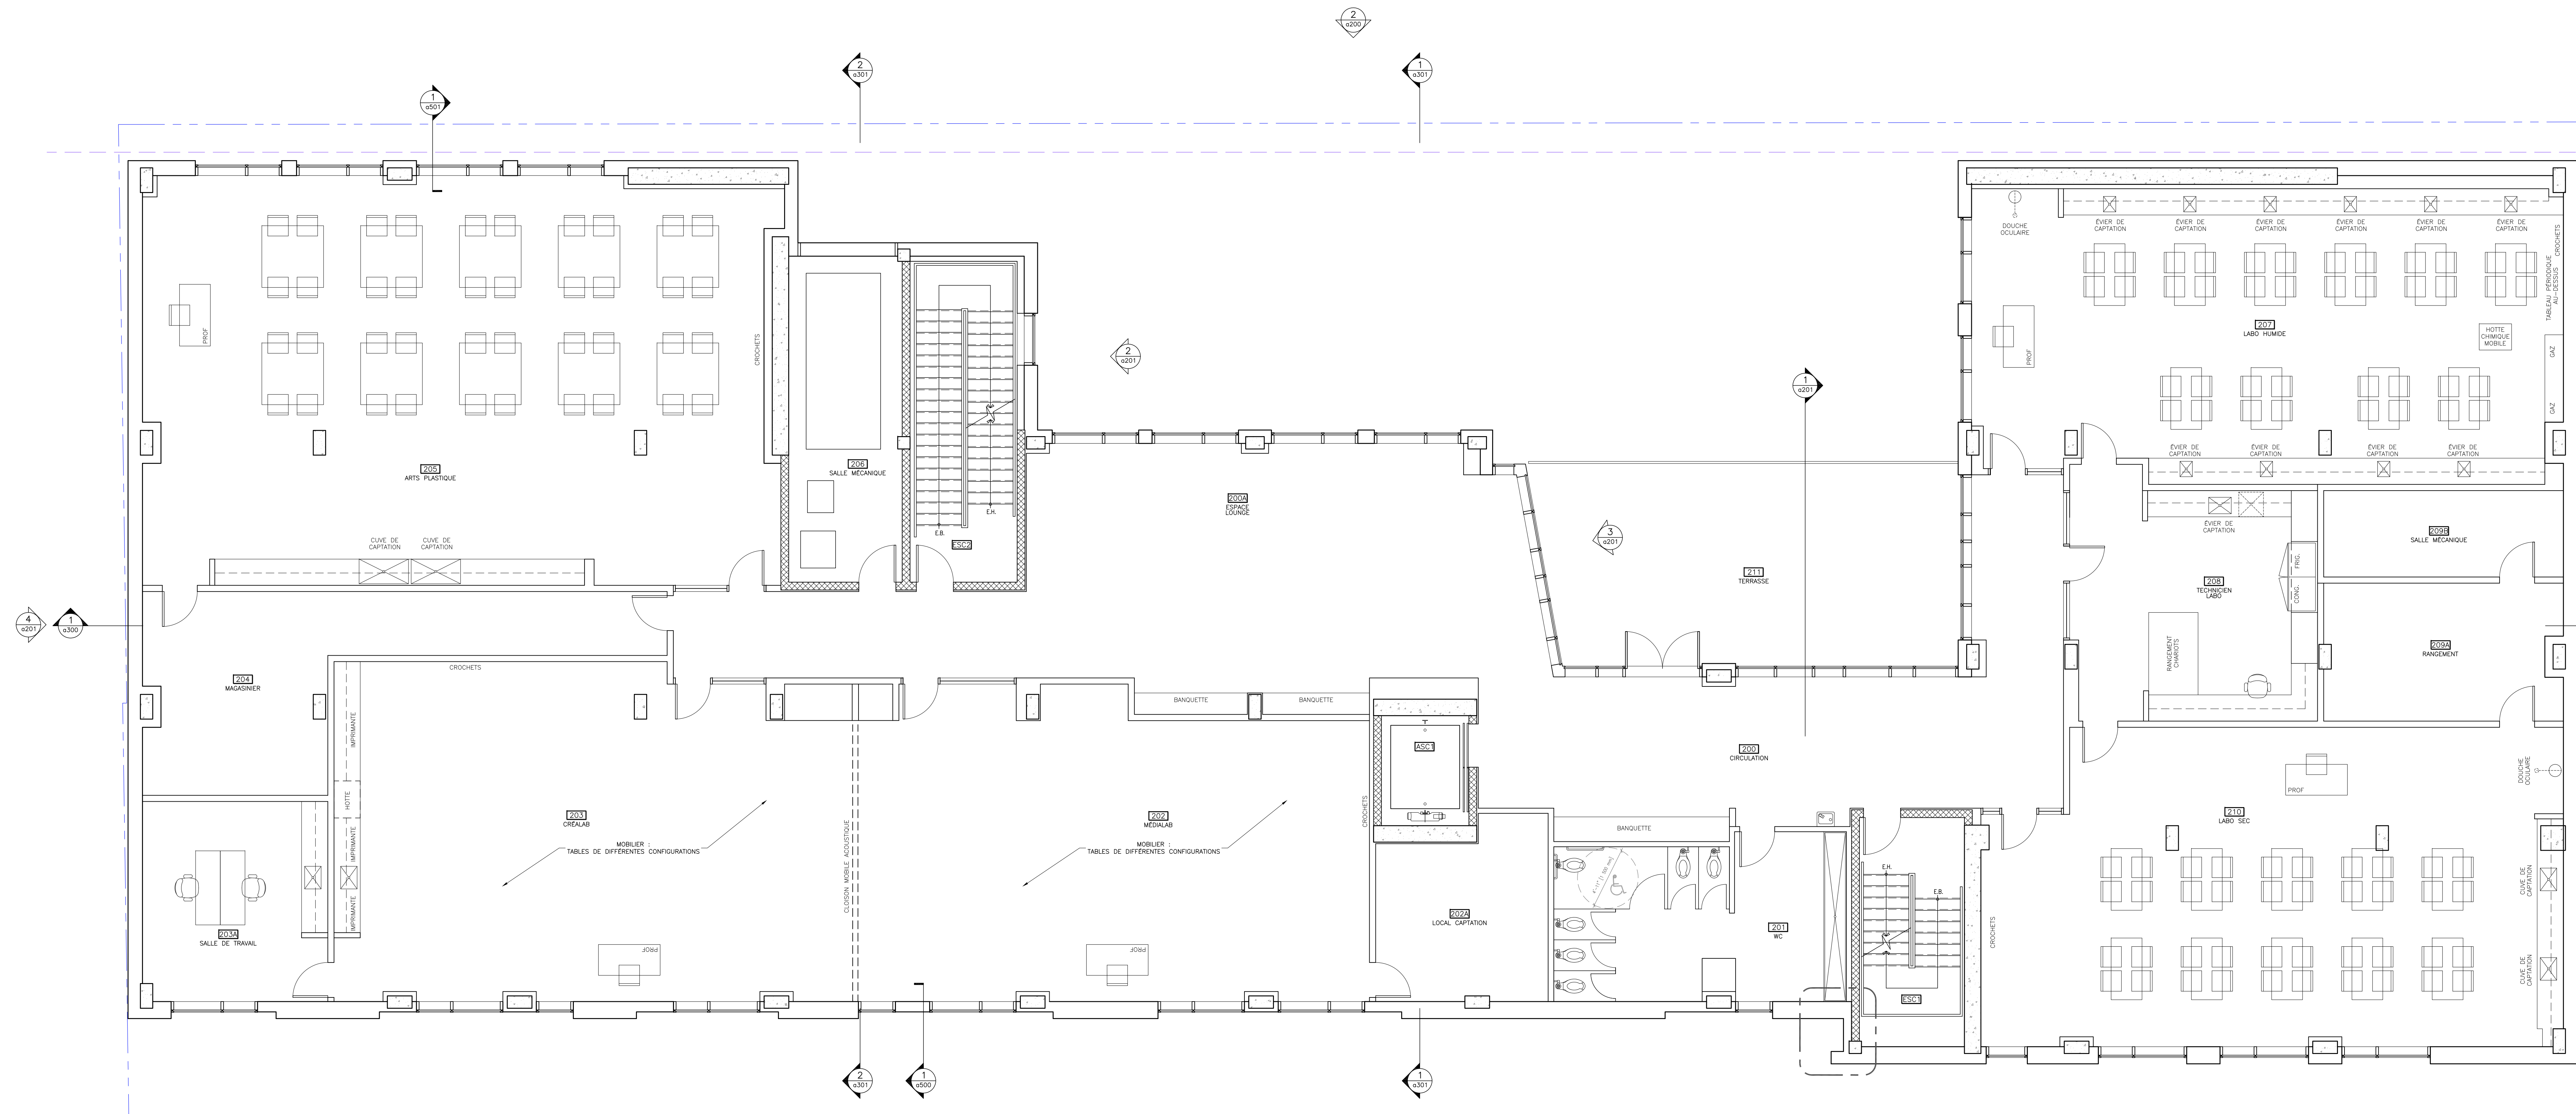 2
a200
2
a301
1
a301
1
a501
DOUCHE
OCULAIRE
ÉVIER DE
CAPTATION
ÉVIER DE
CAPTATION
ÉVIER DE
CAPTATION
ÉVIER DE
CAPTATION
ÉVIER DE
CAPTATION
ÉVIER DE
CAPTATION
CROCHETS
TABLEAU PÉRIODIQUE
AU-DESSUS
PROF
CROCHETS
2
a201
1
a201
PROF
207
LABO HUMIDE
HOTTE
CHIMIQUE
MOBILE
GAZ
GAZ
205
ARTS PLASTIQUE
206
SALLE MÉCANIQUE
E.B.
E.H.
ESC2
200A
ESPACE
LOUNGE
3
a201
211
TERRASSE
ÉVIER DE
CAPTATION
ÉVIER DE
CAPTATION
ÉVIER DE
CAPTATION
ÉVIER DE
CAPTATION
ÉVIER DE
CAPTATION
209B
SALLE MÉCANIQUE
CUVE DE
CAPTATION
CUVE DE
CAPTATION
208
TECHNICIEN
LABO
FRIG.
CONG.
RANGEMENT
CHARIOTS
209A
RANGEMENT
4
a201
1
a300
204
MAGASINIER
CROCHETS
IMPRIMANTE
HOTTE
IMPRIMANTE
IMPRIMANTE
BANQUETTE
BANQUETTE
ASC1
200
CIRCULATION
PROF
DOUCHE
OCULAIRE
203
CRÉALAB
MOBILIER :
TABLES DE DIFFÉRENTES CONFIGURATIONS
CLOISON MOBILE ACOUSTIQUE
202
MÉDIALAB
MOBILIER :
TABLES DE DIFFÉRENTES CONFIGURATIONS
CROCHETS
BANQUETTE
210
LABO SEC
203A
SALLE DE TRAVAIL
PROF
PROF
202A
LOCAL CAPTATION
201
WC
E.H.
E.B.
ESC1
CROCHETS
CUVE DE
CAPTATION
CUVE DE
CAPTATION
2
a301
1
a500
1
a301